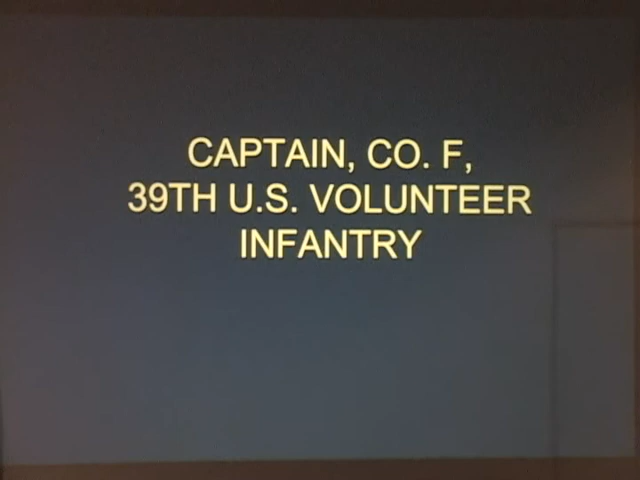 CAPTAIN, CO. F,
39TH U.S. VOLUNTEER
INFANTRY